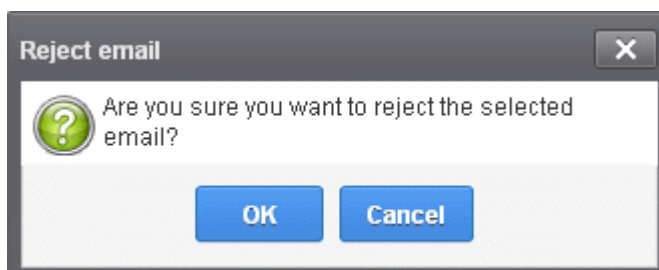 Reject email
Are you sure you want to reject the selected
email?
OK
Cancel